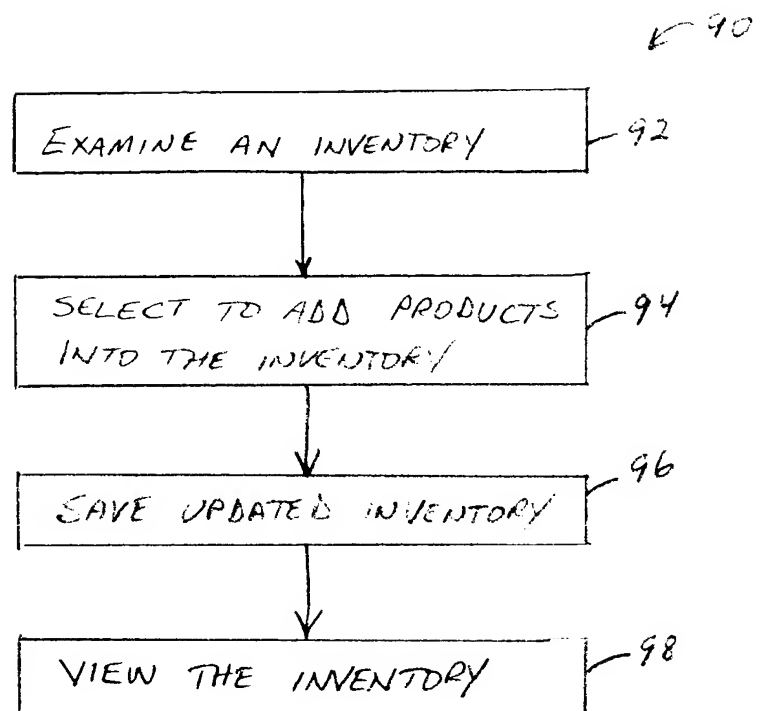 90
EXAMINE AN INVENTORY
92
SELECT TO ADD PRODUCTS
INTO THE INVENTORY
94
SAVE UPDATED INVENTORY
96
VIEW THE INVENTORY
98